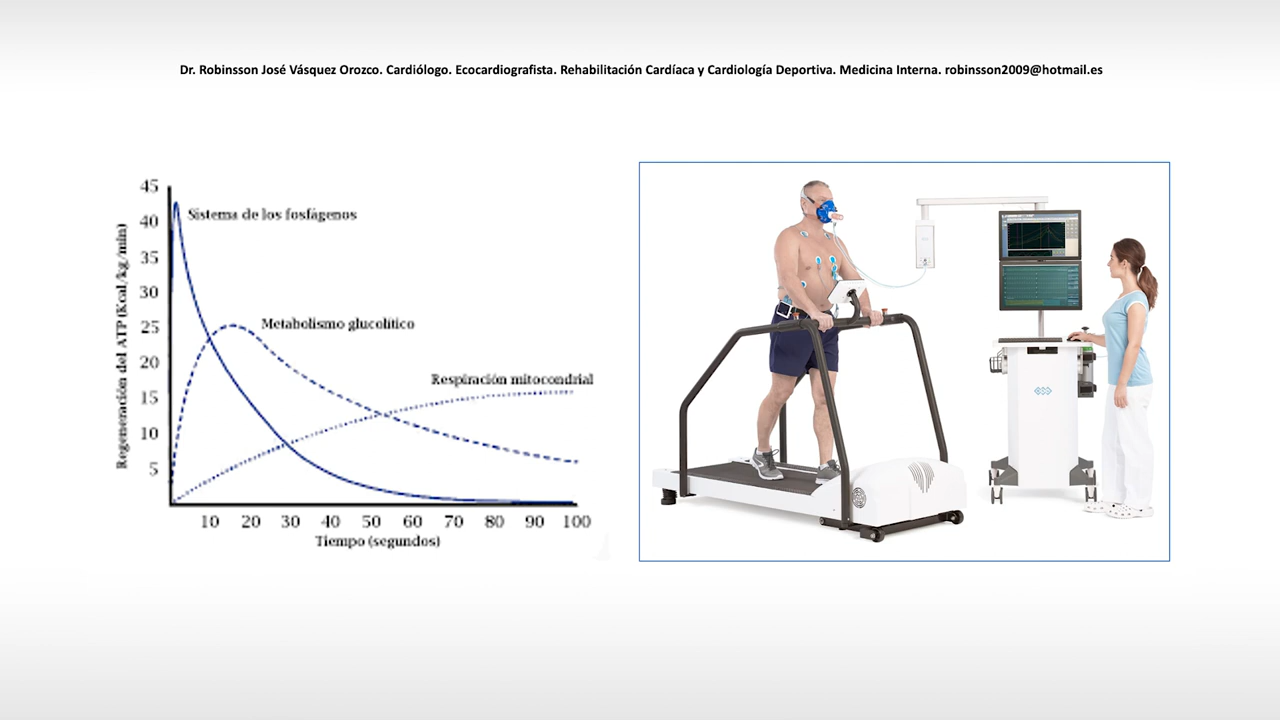 Dr. Robinsson José Vásquez Orozco. Cardiólogo. Ecocardiografista. Rehabilitación Cardíaca y Cardiología Deportiva. Medicina Interna. robinsson2009@hotmail.es
Regeneración del ATP (Kcal/kg/min)
45
40
35
30
25
20
15
10
5
Sistema de los fosfágenos
Metabolismo glucolítico
Respiración mitocondrial
10 20 30 40 50 60 70 80 90 100
Tiempo (segundos)